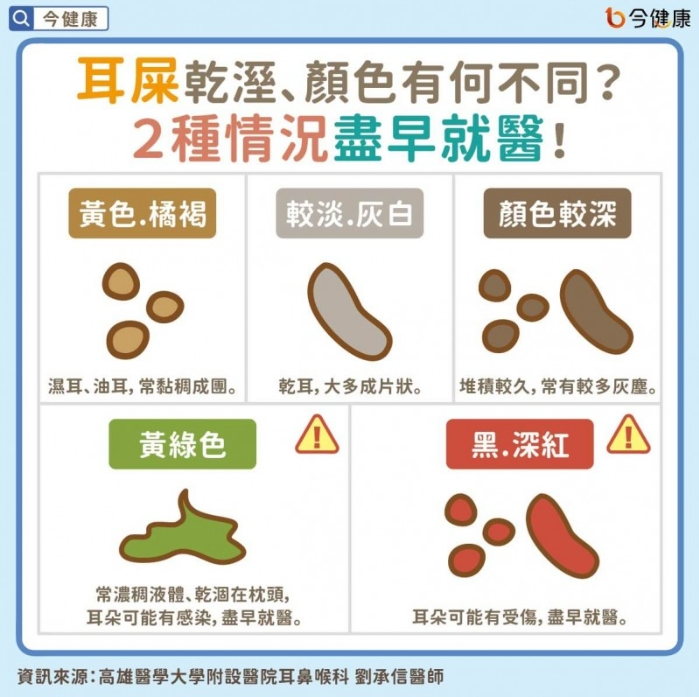 今健康
今健康
耳屎乾溼、顏色有何不同？
2種情況盡早就醫！
黃色.橘褐
較淡.灰白
顏色較深
濕耳、油耳，常黏稠成團。
乾耳，大多成片狀。
堆積較久，常有較多灰塵。
黃綠色
黑.深紅
常濃稠液體、乾涸在枕頭，
耳朵可能有感染，盡早就醫。
耳朵可能有受傷，盡早就醫。
資訊來源：高雄醫學大學附設醫院耳鼻喉科 劉承信醫師